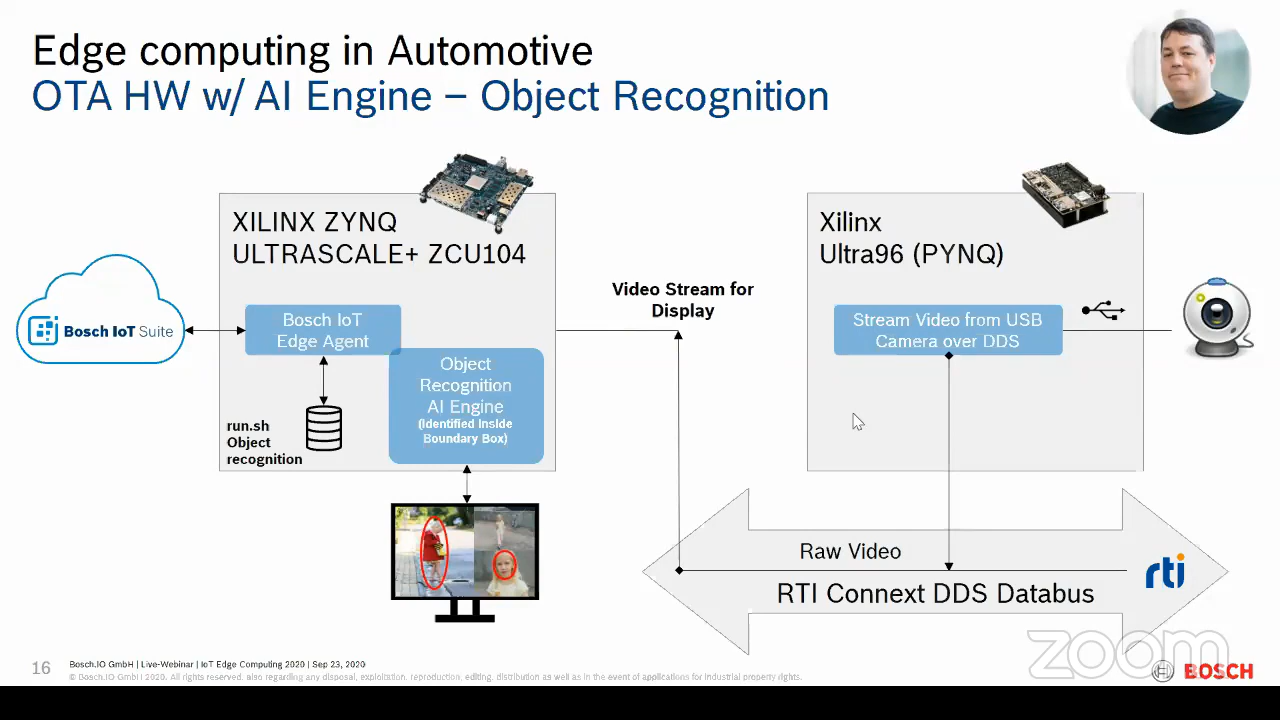 Edge computing in Automotive
OTA HW w/ AI Engine – Object Recognition
XILINX ZYNQ
ULTRASCALE+ ZCU104
Xilinx
Ultra96 (PYNQ)
Bosch IoT Suite
Bosch IoT
Edge Agent
Object
Recognition
AI Engine
(Identified Inside
Boundary Box)
run.sh
Object
recognition
Video Stream for
Display
Stream Video from USB
Camera over DDS
Raw Video
RTI Connext DDS Databus
rti
zoom
BOSCH
16
Bosch.IO GmbH | Live-Webinar | IoT Edge Computing 2020 | Sep 23, 2020
© Bosch.IO GmbH 2020. All rights reserved, also regarding any disposal, exploitation, reproduction, editing, distribution as well as in the event of applications for industrial property rights.